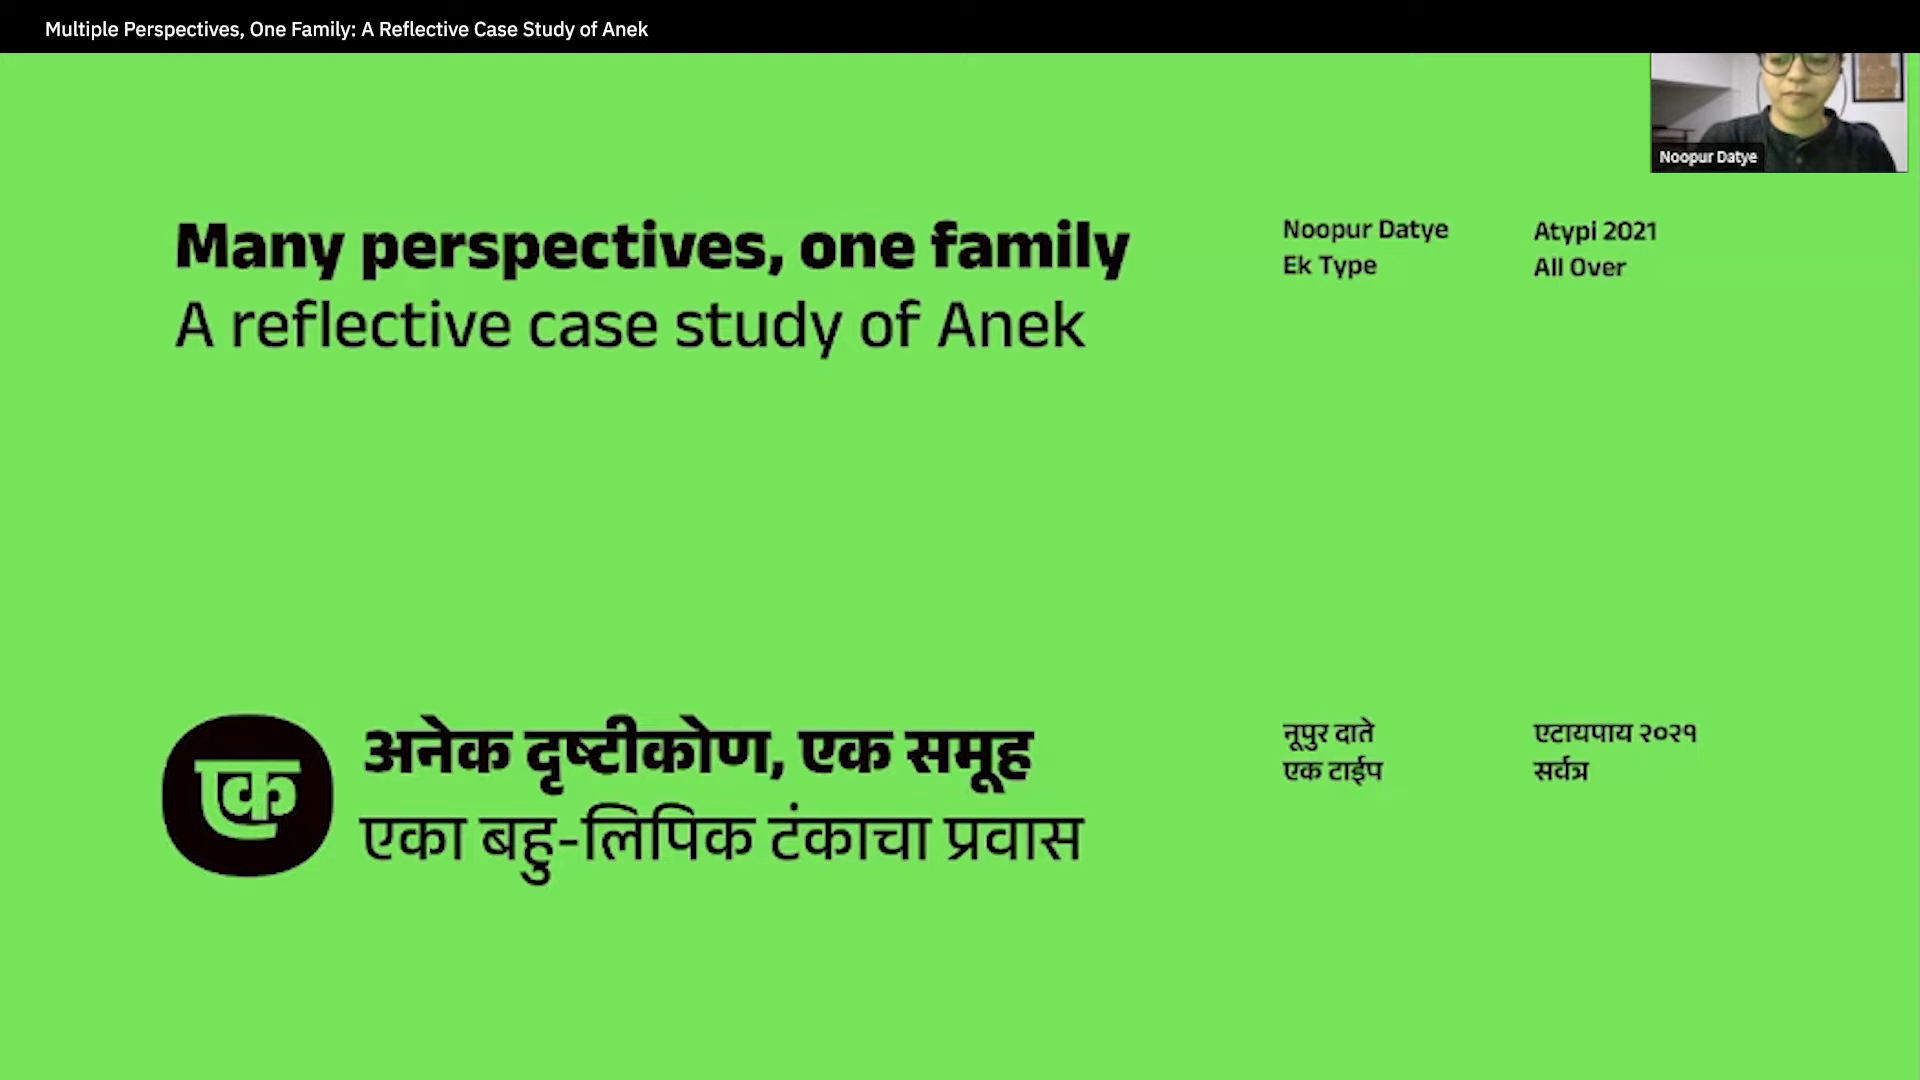 Multiple Perspectives, One Family: A Reflective Case Study of Anek
Noopur Datye
Many perspectives, one family
A reflective case study of Anek
Noopur Datye
Ek Type
Atypi 2021
All Over
एक
अनेक दृष्टीकोण, एक समूह
एका बहु-लिपिक टंकाचा प्रवास
नूपुर दाते
एक टाईप
एटायपाय २०२१
सर्वत्र